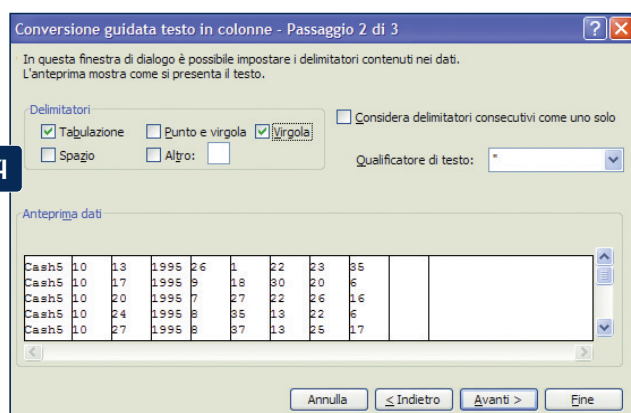 Conversione guidata testo in colonne - Passaggio 2 di 3
In questa finestra di dialogo è possibile impostare i delimitatori contenuti nei dati.
L'anteprima mostra come si presenta il testo.
Delimitatori
Tabulazione Punto e virgola Virgola
Spazio Altro:
Considera delimitatori consecutivi come uno solo
Qualificatore di testo: "
Anteprima dati
Cash5 10 13 1995 26 1 22 23 35
Cash5 10 17 1995 9 18 30 20 6
Cash5 10 20 1995 7 27 22 26 16
Cash5 10 24 1995 8 35 13 22 6
Cash5 10 27 1995 8 37 13 25 17
Annulla < Indietro Avanti > Fine